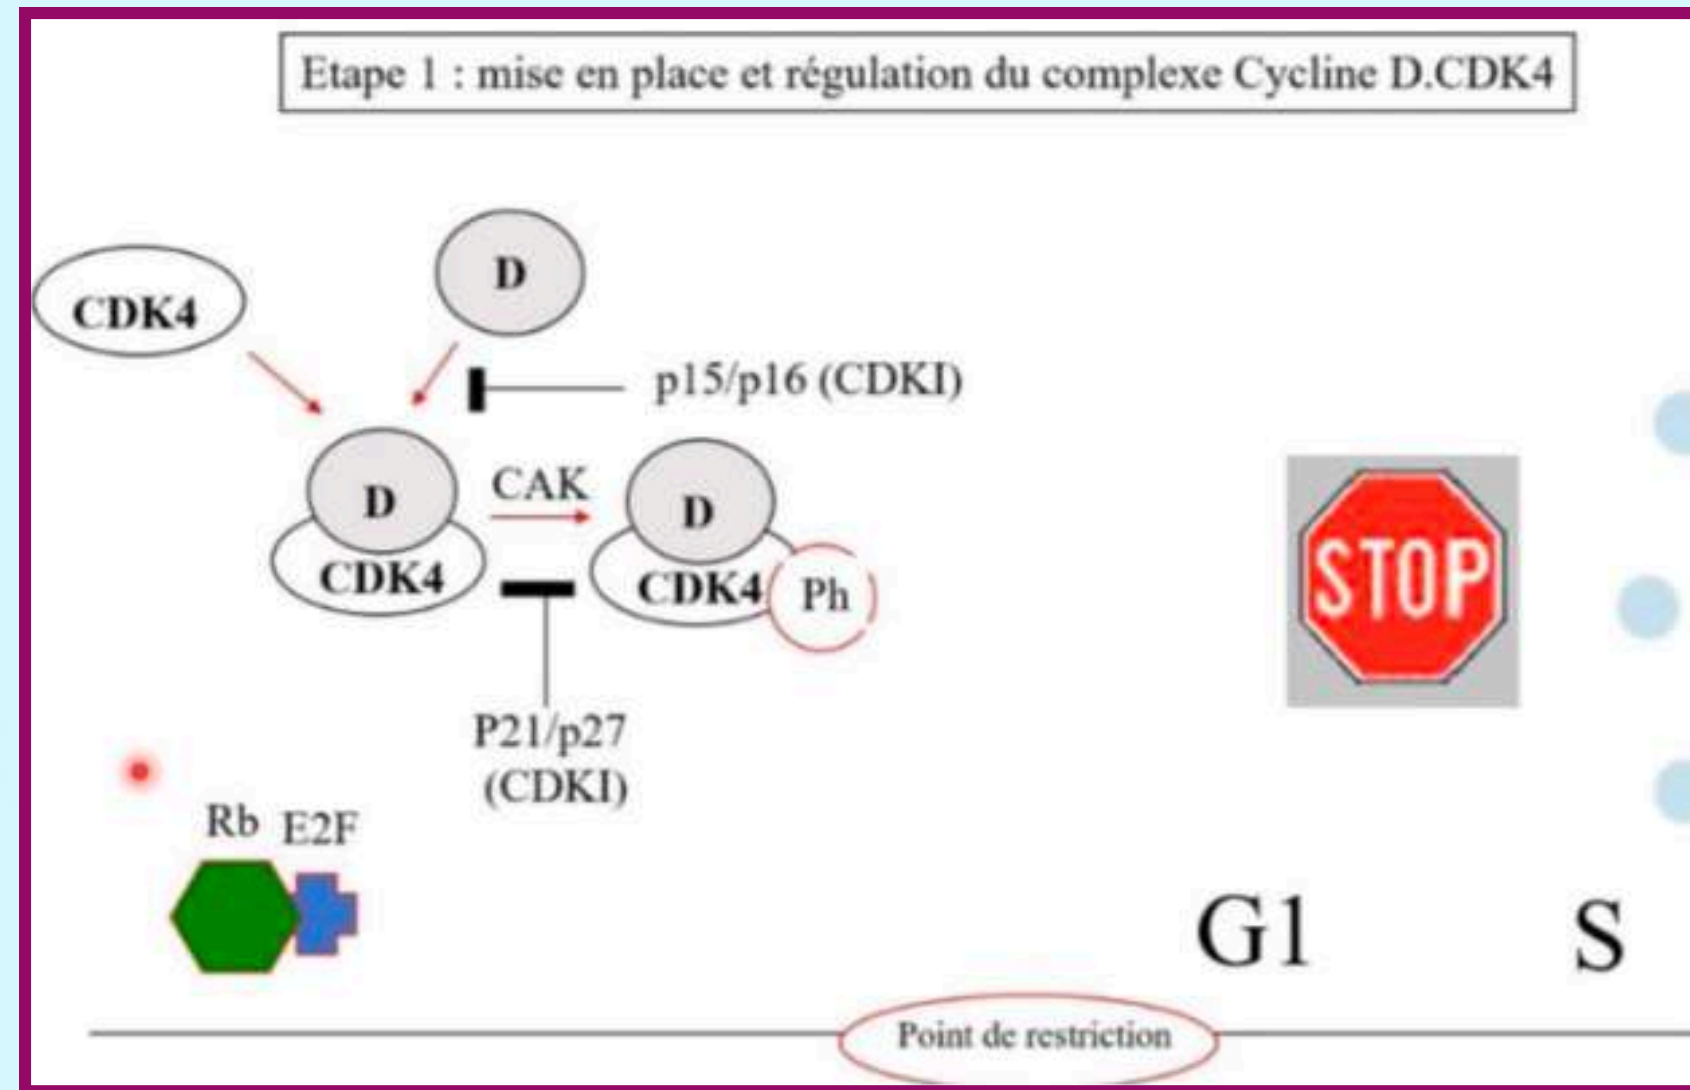 Etape 1 : mise en place et régulation du complexe Cycline D.CDK4
D
CDK4
p15/p16 (CDKI)
D
CAK
D
CDK4
CDK4
Ph
P21/p27
(CDKI)
STOP
Rb E2F
G1 S
Point de restriction